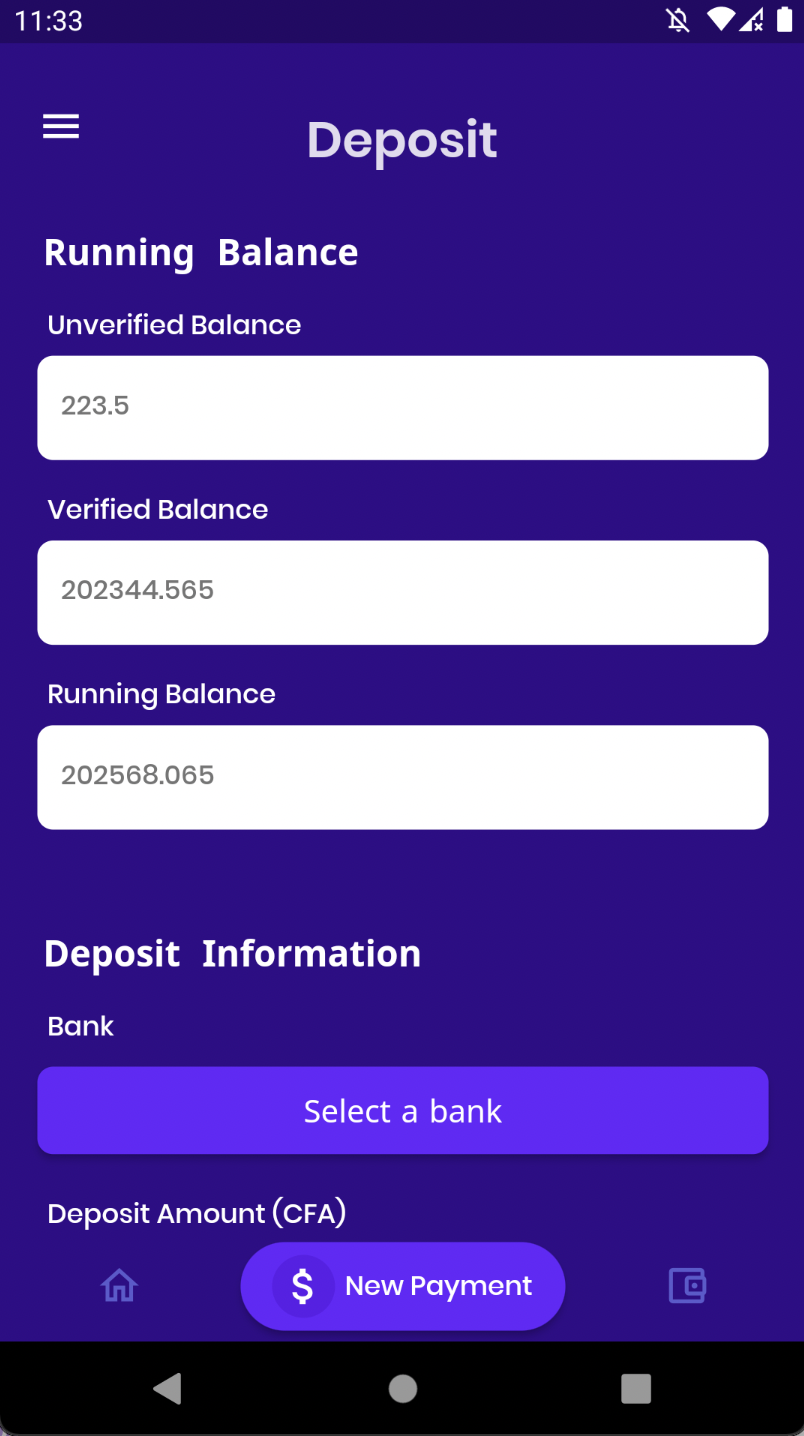 11:33
Deposit
Running Balance
Unverified Balance
223.5
Verified Balance
202344.565
Running Balance
202568.065
Deposit Information
Bank
Select a bank
Deposit Amount (CFA)
$ New Payment